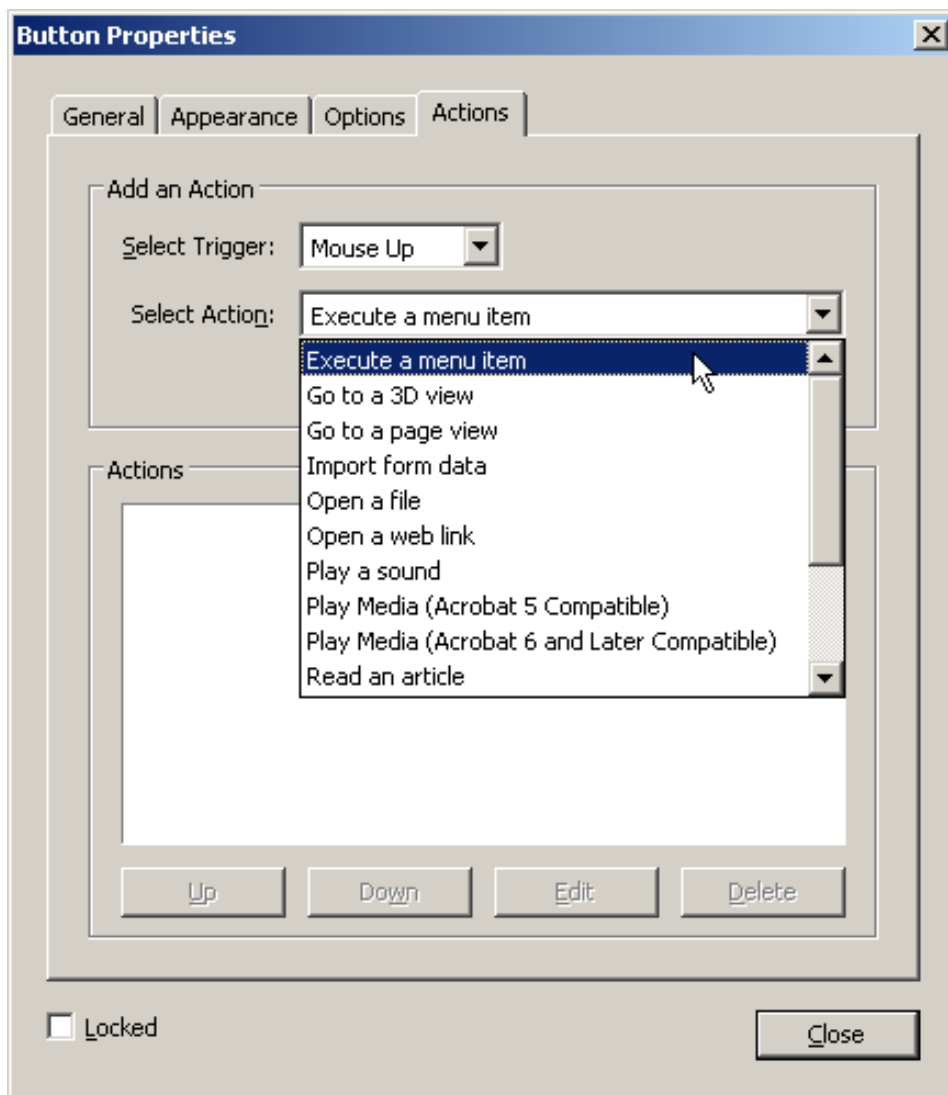 Button Properties
General Appearance Options Actions
Add an Action
Select Trigger: Mouse Up
Select Action: Execute a menu item
Execute a menu item
Go to a 3D view
Go to a page view
Import form data
Actions
Open a file
Open a web link
Play a sound
Play Media (Acrobat 5 Compatible)
Play Media (Acrobat 6 and Later Compatible)
Read an article
Up Down Edit Delete
Locked
Close